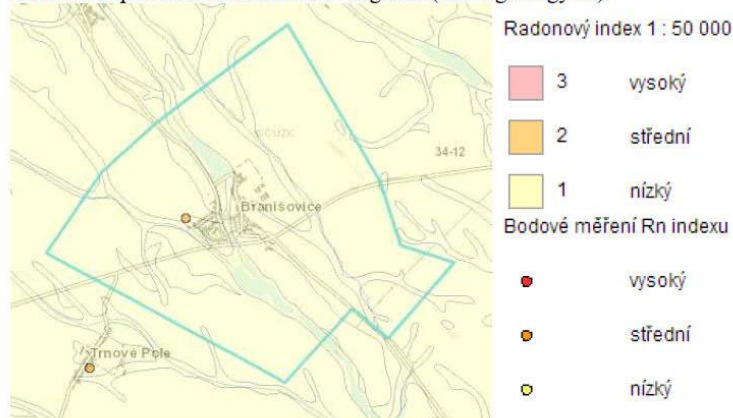 Radonový index 1 : 50 000
3 vysoký
2 střední
1 nízký
Bodové měření Rn indexu
vysoký
střední
nízký
©ČÚZK
34-12
Branišovice
Trnové Pole